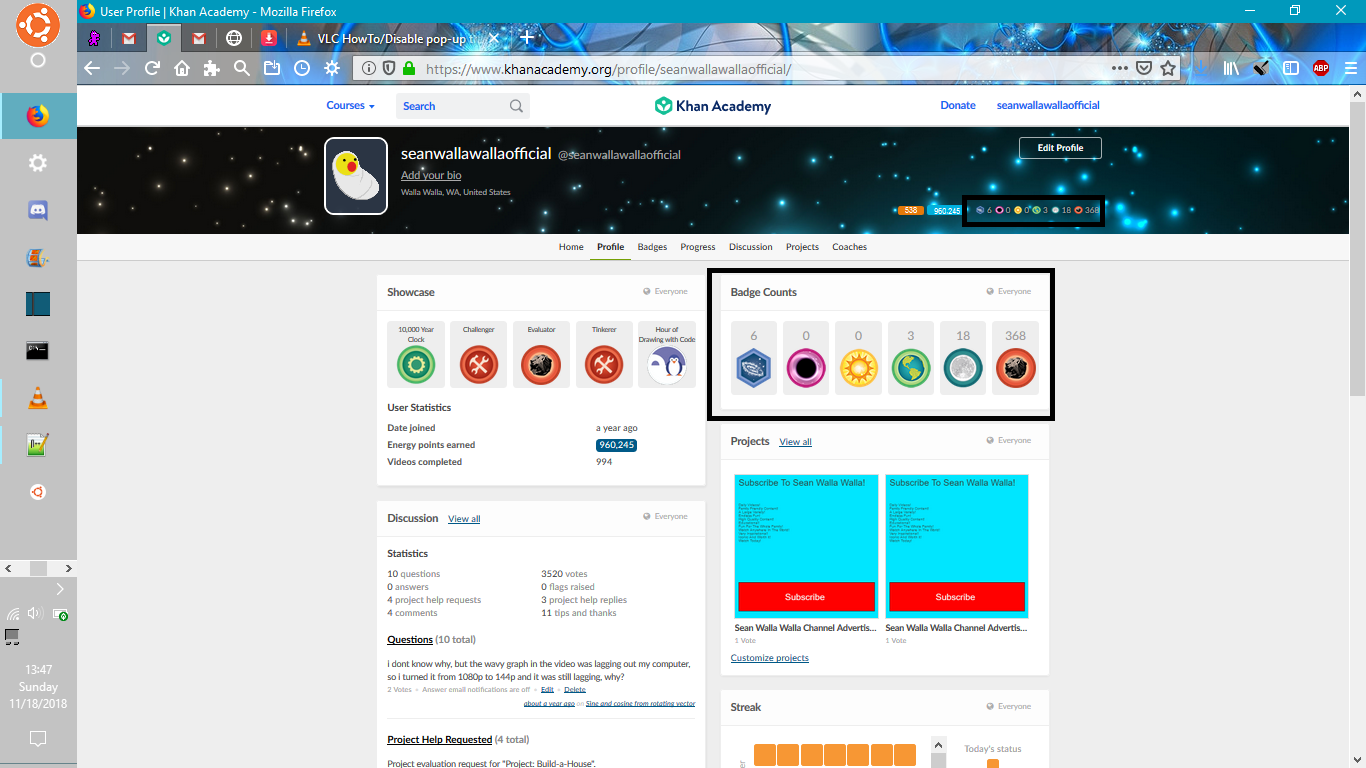 User Profile | Khan Academy - Mozilla Firefox
VLC HowTo/Disable pop-up
https://www.khanacademy.org/profile/seanwallawallaofficial/
ABP
Courses
Search
Khan Academy
Donate
seanwallawallaofficial
seanwallawallaofficial @seanwallawallaofficial
Edit Profile
Add your bio
Walla Walla, WA, United States
538 960,245 6 0 0 3 18 368
Home Profile Badges Progress Discussion Projects Coaches
Showcase Everyone
10,000 Year Clock
Challenger
Evaluator
Tinkerer
Hour of Drawing with Code
User Statistics
Date joined a year ago
Energy points earned 960,245
Videos completed 994
Badge Counts Everyone
6 0 0 3 18 368
Projects View all Everyone
Subscribe To Sean Walla Walla!
Subscribe
Sean Walla Walla Channel Advertis...
1 Vote
Subscribe To Sean Walla Walla!
Subscribe
Sean Walla Walla Channel Advertis...
1 Vote
Customize projects
Discussion View all Everyone
Statistics
10 questions 3520 votes
0 answers 0 flags raised
4 project help requests 3 project help replies
4 comments 11 tips and thanks
Questions (10 total)
i dont know why, but the wavy graph in the video was lagging out my computer,
so i turned it from 1080p to 144p and it was still lagging, why?
2 Votes • Answer email notifications are off • Edit • Delete
about a year ago on Sine and cosine from rotating vector
Project Help Requested (4 total)
Project evaluation request for "Project: Build-a-House".
Streak Everyone
Today's status
13:47
Sunday
11/18/2018